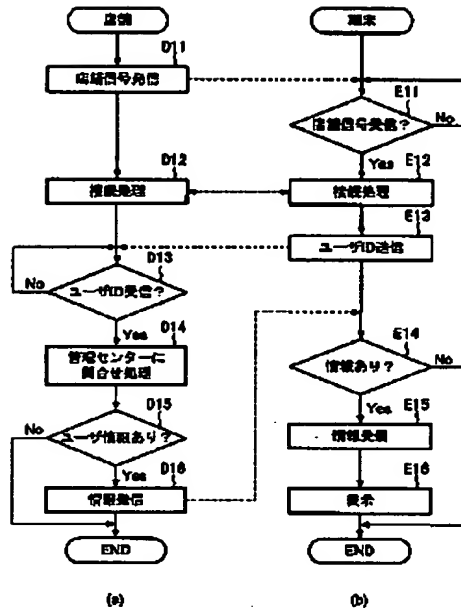 店舗
D11
店舗信号発信
D12
接続処理
D13
ユーザID受信?
No
Yes
D14
管理センターに
問合せ処理
D15
ユーザ情報あり?
No
Yes
D16
情報発信
END
(a)
端末
E11
店舗信号受信?
No
Yes
E12
接続処理
E13
ユーザID送信
E14
情報あり?
No
Yes
E15
情報受信
E16
表示
END
(b)